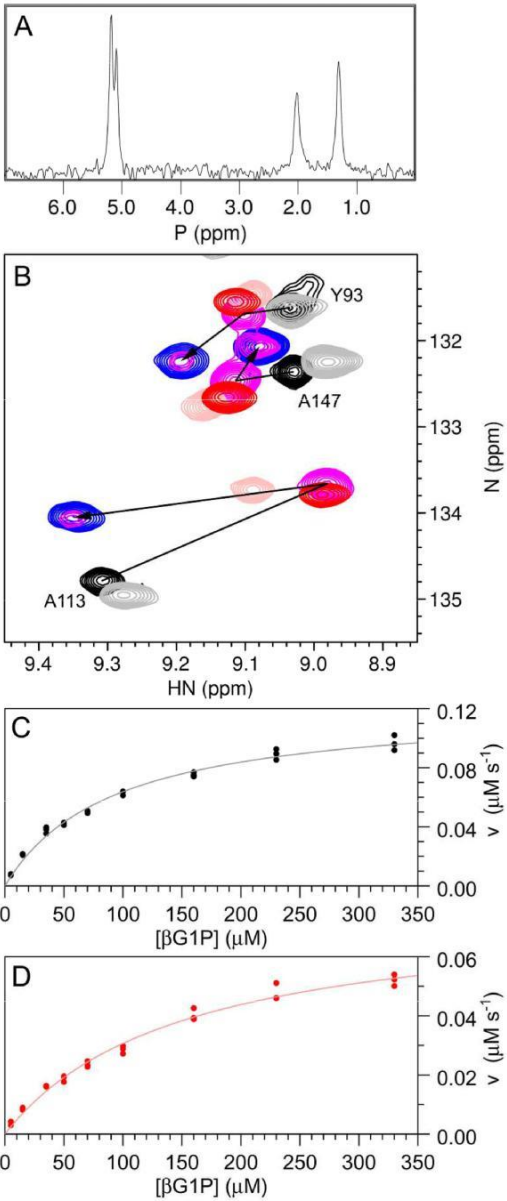 A
6.0 5.0 4.0 3.0 2.0 1.0
P (ppm)
B
Y93
132
A147
133
N (ppm)
134
A113
135
9.4 9.3 9.2 9.1 9.0 8.9
HN (ppm)
C
0.12
0.08
0.04
0.00
v (μM s⁻¹)
0 50 100 150 200 250 300 350
[βG1P] (μM)
D
0.06
0.04
0.02
0.00
v (μM s⁻¹)
0 50 100 150 200 250 300 350
[βG1P] (μM)